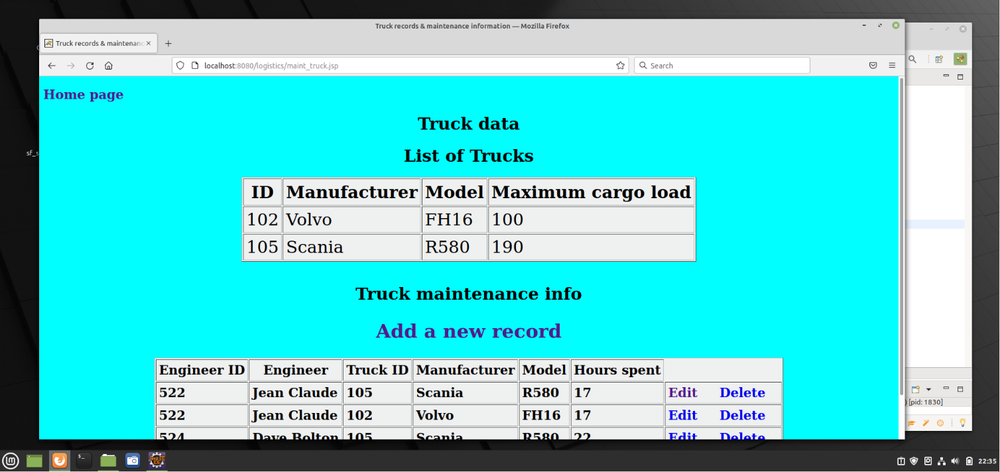 Truck records & maintenance information — Mozilla Firefox
Truck records & maintenanc
localhost:8080/logistics/maint_truck.jsp
Search
Home page
Truck data
List of Trucks
ID Manufacturer Model Maximum cargo load
102 Volvo FH16 100
105 Scania R580 190
Truck maintenance info
Add a new record
Engineer ID Engineer Truck ID Manufacturer Model Hours spent
522 Jean Claude 105 Scania R580 17 Edit Delete
522 Jean Claude 102 Volvo FH16 17 Edit Delete
524 Dave Bolton 105 Scania R580 22 Edit Delete
sf_s
) [pid: 1830]
Java EE
IDE
22:35